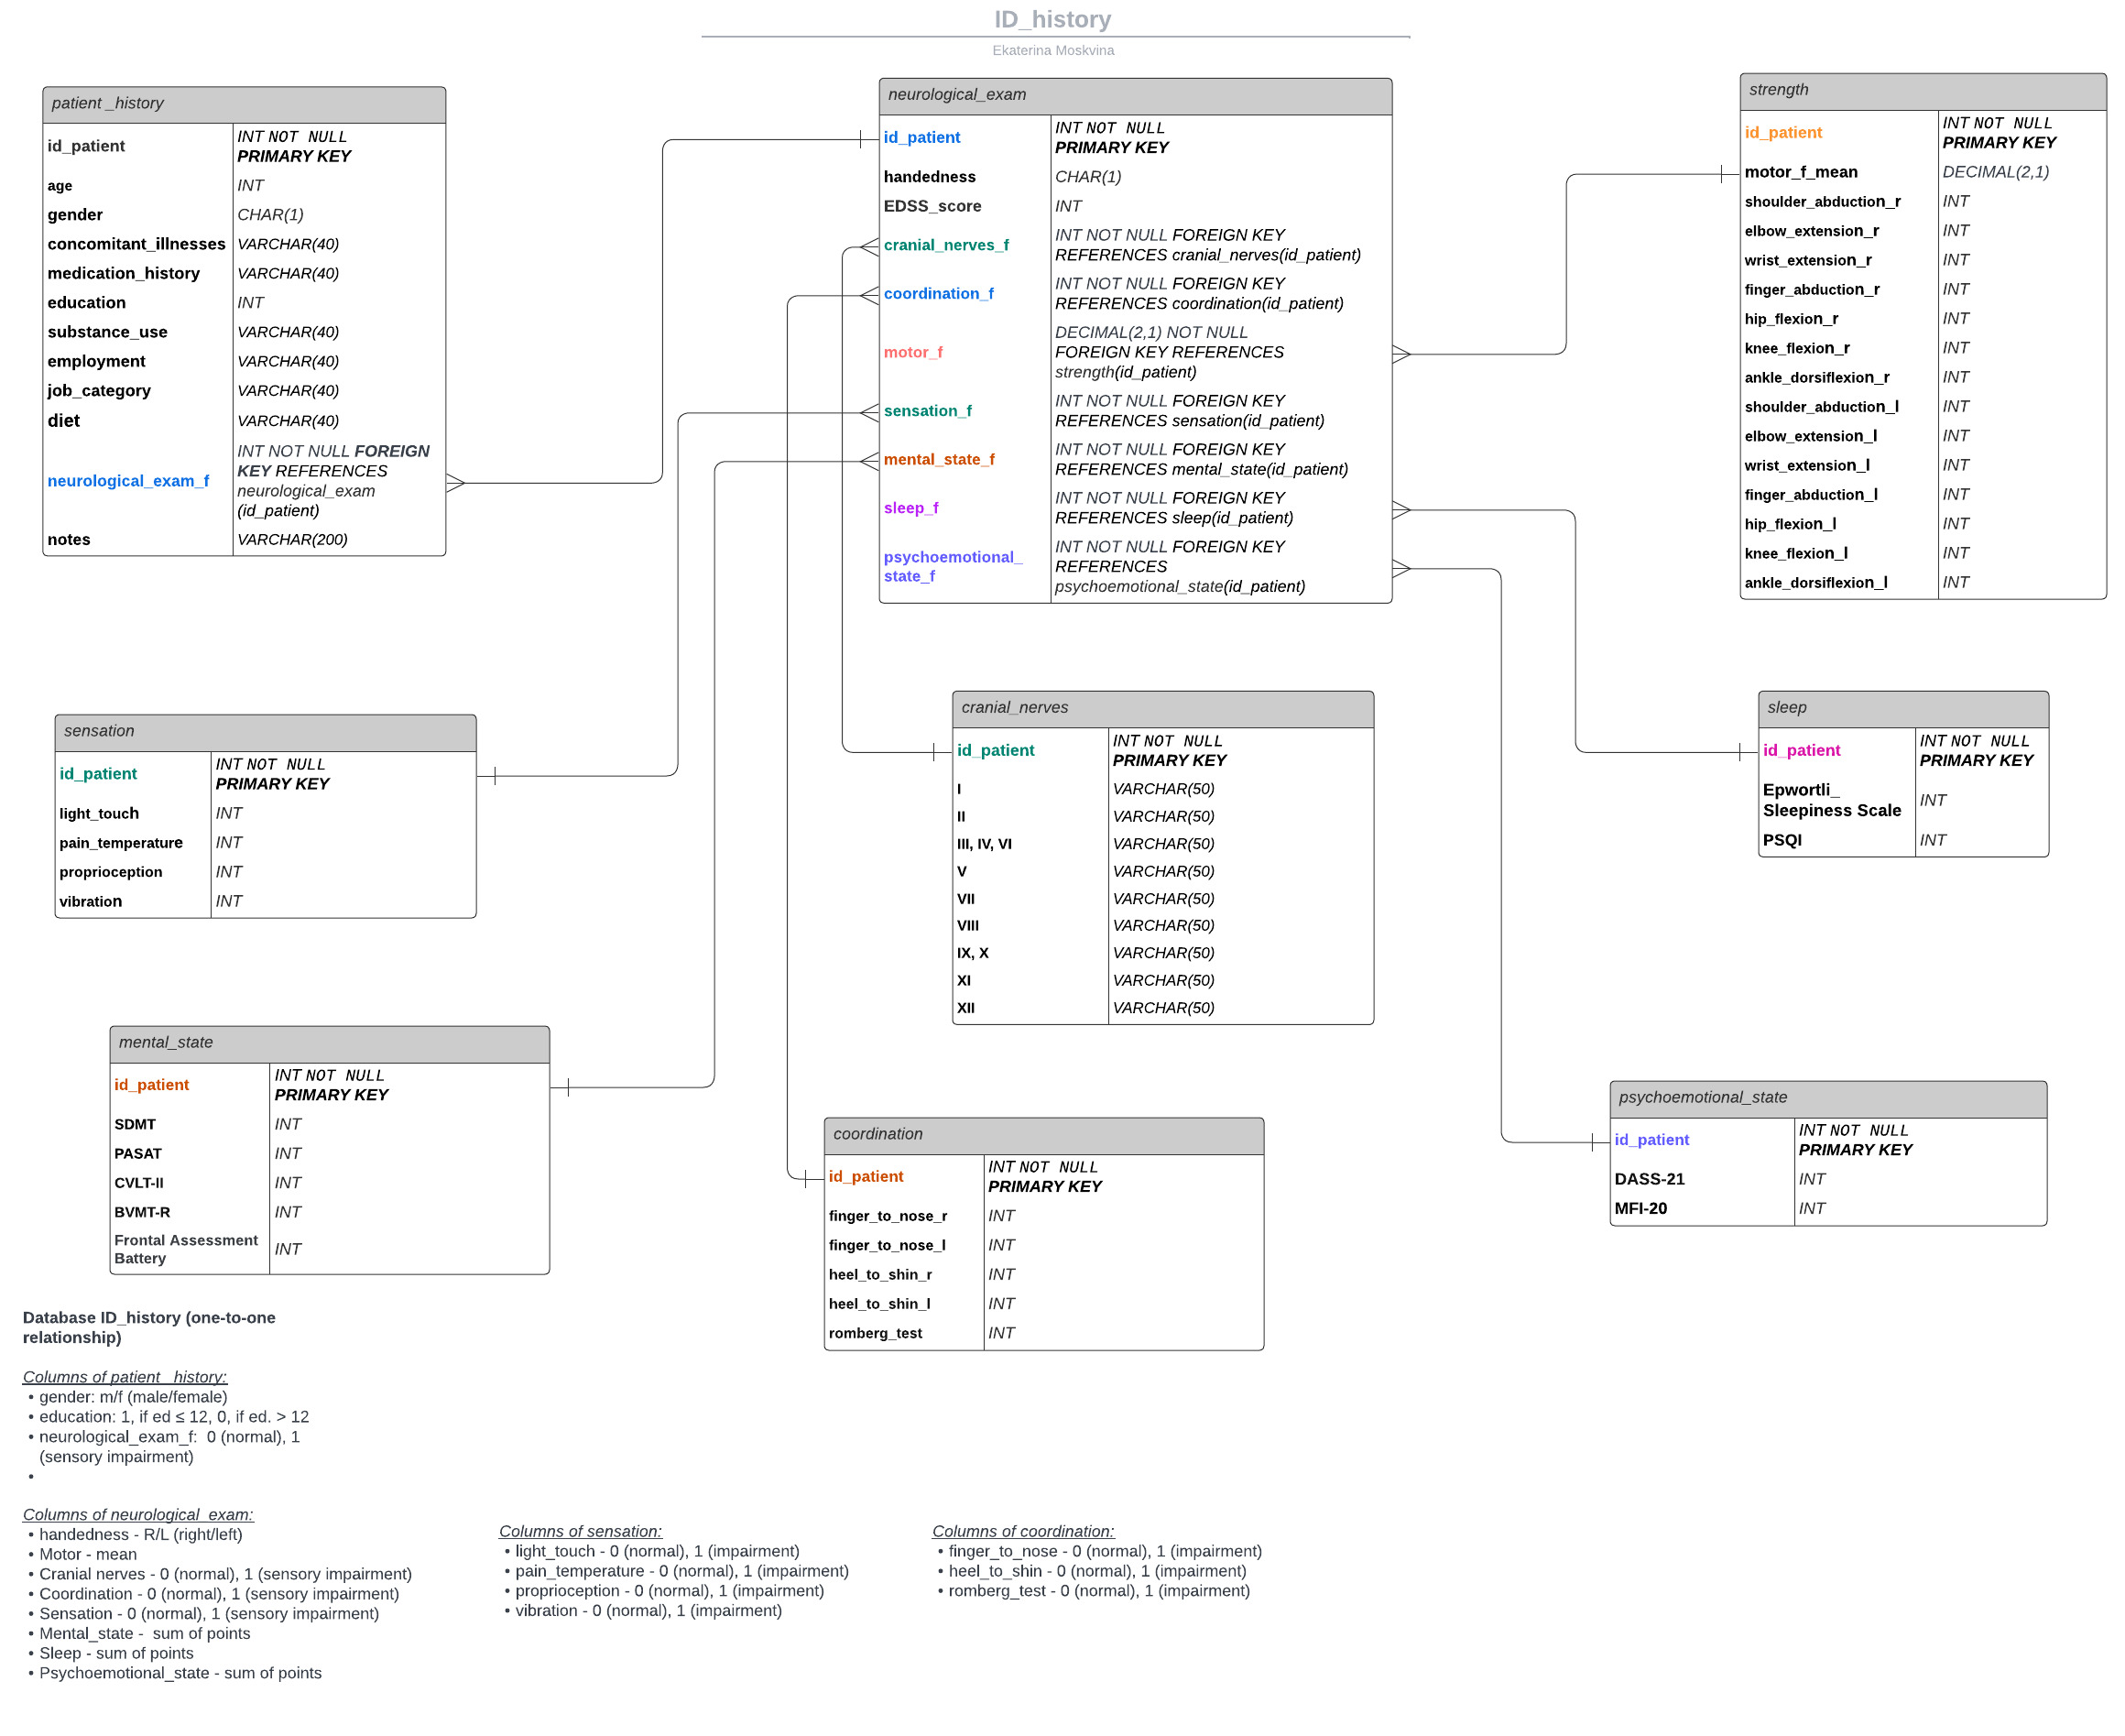 ID_history
Ekaterina Moskvina
patient _history
id_patient INT NOT NULL
PRIMARY KEY
age INT
gender CHAR(1)
concomitant_illnesses VARCHAR(40)
medication_history VARCHAR(40)
education INT
substance_use VARCHAR(40)
employment VARCHAR(40)
job_category VARCHAR(40)
diet VARCHAR(40)
neurological_exam_f INT NOT NULL FOREIGN
KEY REFERENCES
neurological_exam
(id_patient)
notes VARCHAR(200)
neurological_exam
id_patient INT NOT NULL
PRIMARY KEY
handedness CHAR(1)
EDSS_score INT
cranial_nerves_f INT NOT NULL FOREIGN KEY
REFERENCES cranial_nerves(id_patient)
coordination_f INT NOT NULL FOREIGN KEY
REFERENCES coordination(id_patient)
motor_f DECIMAL(2,1) NOT NULL
FOREIGN KEY REFERENCES
strength(id_patient)
sensation_f INT NOT NULL FOREIGN KEY
REFERENCES sensation(id_patient)
mental_state_f INT NOT NULL FOREIGN KEY
REFERENCES mental_state(id_patient)
sleep_f INT NOT NULL FOREIGN KEY
REFERENCES sleep(id_patient)
psychoemotional_
state_f INT NOT NULL FOREIGN KEY
REFERENCES
psychoemotional_state(id_patient)
strength
id_patient INT NOT NULL
PRIMARY KEY
motor_f_mean DECIMAL(2,1)
shoulder_abduction_r INT
elbow_extension_r INT
wrist_extension_r INT
finger_abduction_r INT
hip_flexion_r INT
knee_flexion_r INT
ankle_dorsiflexion_r INT
shoulder_abduction_l INT
elbow_extension_l INT
wrist_extension_l INT
finger_abduction_l INT
hip_flexion_l INT
knee_flexion_l INT
ankle_dorsiflexion_l INT
sensation
id_patient INT NOT NULL
PRIMARY KEY
light_touch INT
pain_temperature INT
proprioception INT
vibration INT
cranial_nerves
id_patient INT NOT NULL
PRIMARY KEY
I VARCHAR(50)
II VARCHAR(50)
III, IV, VI VARCHAR(50)
V VARCHAR(50)
VII VARCHAR(50)
VIII VARCHAR(50)
IX, X VARCHAR(50)
XI VARCHAR(50)
XII VARCHAR(50)
sleep
id_patient INT NOT NULL
PRIMARY KEY
Epwortli_
Sleepiness Scale INT
PSQI INT
mental_state
id_patient INT NOT NULL
PRIMARY KEY
SDMT INT
PASAT INT
CVLT-II INT
BVMT-R INT
Frontal Assessment
Battery INT
coordination
id_patient INT NOT NULL
PRIMARY KEY
finger_to_nose_r INT
finger_to_nose_l INT
heel_to_shin_r INT
heel_to_shin_l INT
romberg_test INT
psychoemotional_state
id_patient INT NOT NULL
PRIMARY KEY
DASS-21 INT
MFI-20 INT
Database ID_history (one-to-one
relationship)
Columns of patient _history:
• gender: m/f (male/female)
• education: 1, if ed ≤ 12, 0, if ed. > 12
• neurological_exam_f: 0 (normal), 1
(sensory impairment)
•
Columns of neurological_exam:
• handedness - R/L (right/left)
• Motor - mean
• Cranial nerves - 0 (normal), 1 (sensory impairment)
• Coordination - 0 (normal), 1 (sensory impairment)
• Sensation - 0 (normal), 1 (sensory impairment)
• Mental_state - sum of points
• Sleep - sum of points
• Psychoemotional_state - sum of points
Columns of sensation:
• light_touch - 0 (normal), 1 (impairment)
• pain_temperature - 0 (normal), 1 (impairment)
• proprioception - 0 (normal), 1 (impairment)
• vibration - 0 (normal), 1 (impairment)
Columns of coordination:
• finger_to_nose - 0 (normal), 1 (impairment)
• heel_to_shin - 0 (normal), 1 (impairment)
• romberg_test - 0 (normal), 1 (impairment)